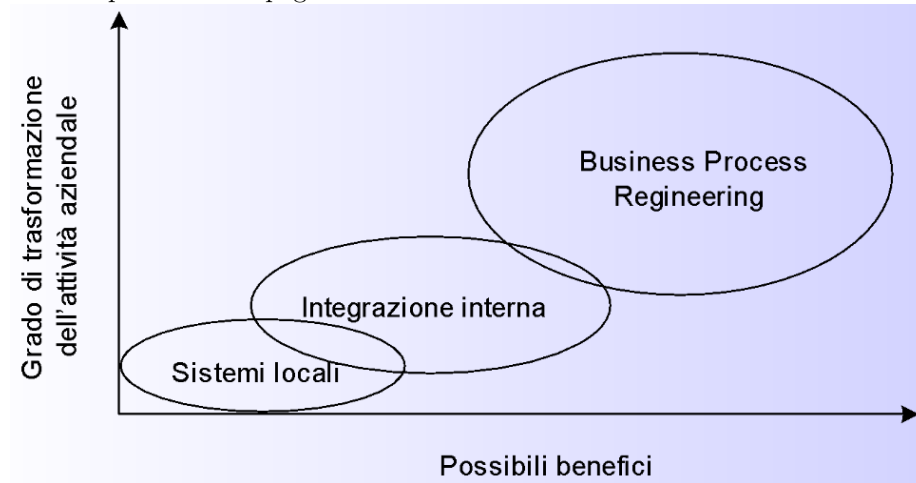 Grado di trasformazione
dell'attività aziendale
Business Process
Regineering
Integrazione interna
Sistemi locali
Possibili benefici